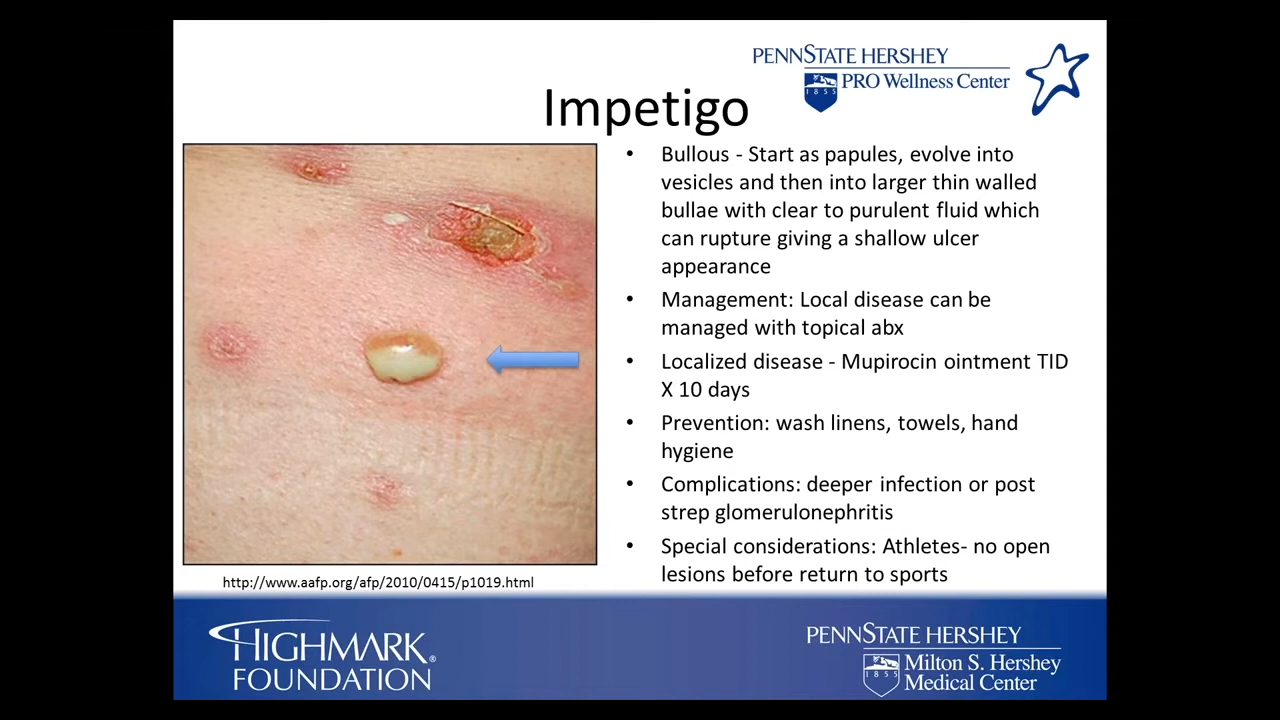 PENNSTATE HERSHEY
PRO Wellness Center
1855
Impetigo
• Bullous - Start as papules, evolve into
vesicles and then into larger thin walled
bullae with clear to purulent fluid which
can rupture giving a shallow ulcer
appearance
• Management: Local disease can be
managed with topical abx
• Localized disease - Mupirocin ointment TID
X 10 days
• Prevention: wash linens, towels, hand
hygiene
• Complications: deeper infection or post
strep glomerulonephritis
• Special considerations: Athletes- no open
lesions before return to sports
http://www.aafp.org/afp/2010/0415/p1019.html
HIGHMARK®
FOUNDATION
PENNSTATE HERSHEY
1855
Milton S. Hershey
Medical Center